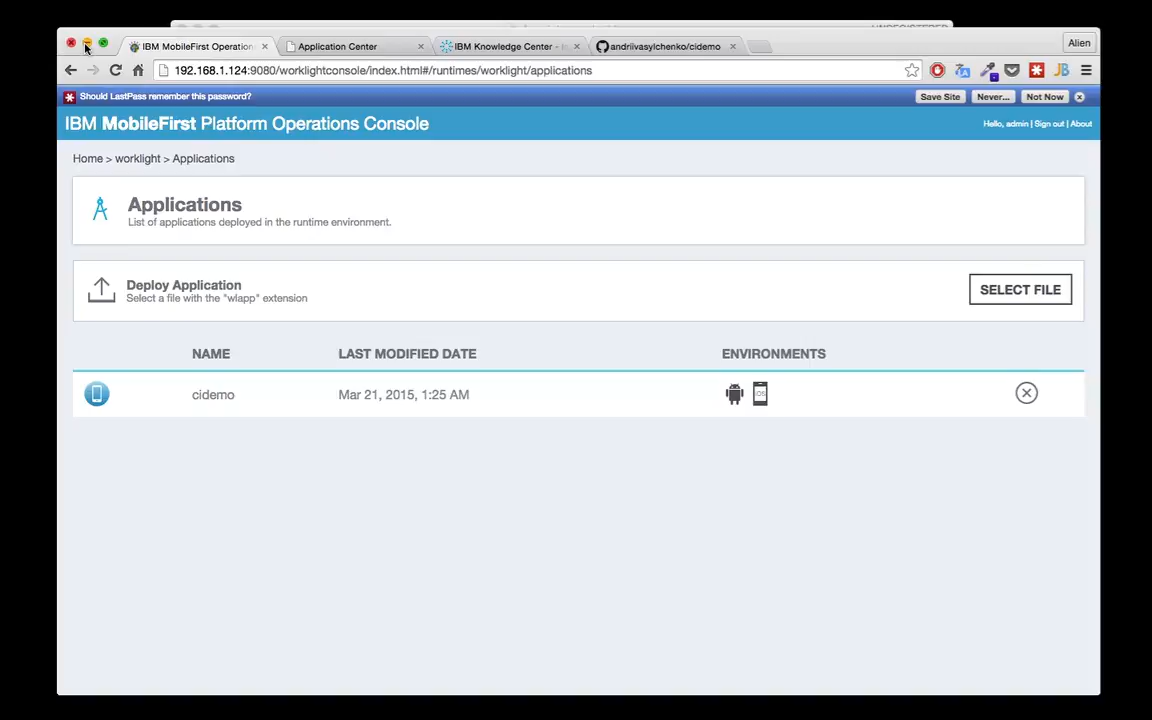 IBM MobileFirst Operation
Application Center
IBM Knowledge Center -
andriivasylchenko/cidemo
Alien
192.168.1.124:9080/worklightconsole/index.html#/runtimes/worklight/applications
Should LastPass remember this password?
Save Site
Never...
Not Now
IBM MobileFirst Platform Operations Console
Hello, admin | Sign out | About
Home > worklight > Applications
Applications
List of applications deployed in the runtime environment.
Deploy Application
Select a file with the "wlapp" extension
SELECT FILE
NAME LAST MODIFIED DATE ENVIRONMENTS
cidemo Mar 21, 2015, 1:25 AM iOS